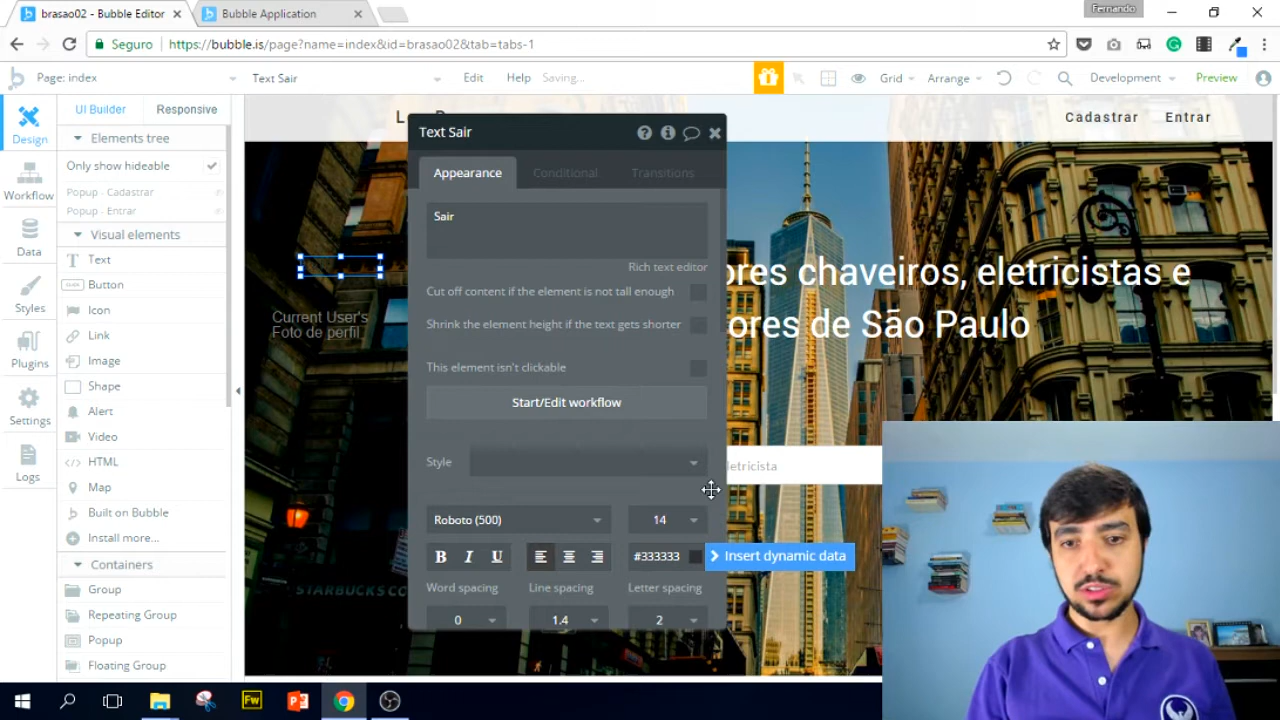 brasao02 - Bubble Editor
Bubble Application
Fernando
Seguro
https://bubble.is/page?name=index&id=brasao02&tab=tabs-1
Page: index
Text Sair
Edit
Help
Saving...
Grid
Arrange
Development
Preview
Design
Workflow
Data
Styles
Plugins
Settings
Logs
UI Builder
Responsive
Elements tree
Only show hideable
Popup - Cadastrar
Popup - Entrar
Visual elements
Text
Button
Icon
Link
Image
Shape
Alert
Video
HTML
Map
Built on Bubble
Install more...
Containers
Group
Repeating Group
Popup
Floating Group
Cadastrar
Entrar
Current User's
Foto de perfil
STARBUCKS CO
ores chaveiros, eletricistas e
ores de São Paulo
letricista
Text Sair
Appearance
Conditional
Transitions
Sair
Rich text editor
Cut off content if the element is not tall enough
Shrink the element height if the text gets shorter
This element isn't clickable
Start/Edit workflow
Style
Roboto (500)
14
B I U
#333333
Insert dynamic data
Word spacing
Line spacing
Letter spacing
0
1.4
2
Fw